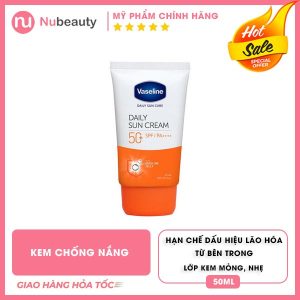 Nubeauty
MỸ PHẨM CHÍNH HÃNG
★★★★★
HOT
Sale
SPECIAL OFFER
Vaseline
DAILY SUN CARE
DAILY
SUN CREAM
50+
SPF/PA++++
KEM CHỐNG NẮNG
HẠN CHẾ DẤU HIỆU LÃO HÓA
TỪ BÊN TRONG
LỚP KEM MỎNG, NHẸ
GIAO HÀNG HỎA TỐC
50ML